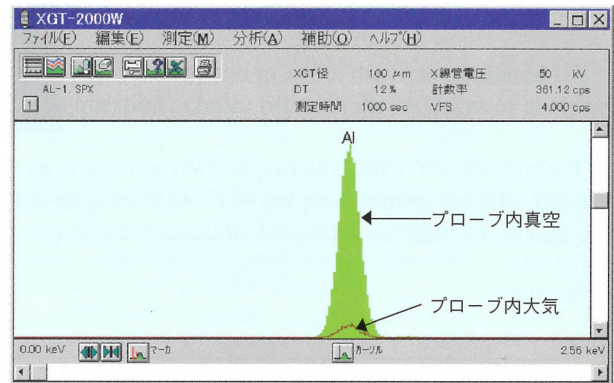 XGT-2000W
ファイル(F) 編集(E) 測定(M) 分析(A) 補助(O) ヘルプ(H)
XGT径 100 μm X線管電圧 50 kV
AL-1. SPX DT 12 % 計数率 361.12 cps
1 測定時間 1000 sec VFS 4.000 cps
Al
プローブ内真空
プローブ内大気
0.00 keV マーカ カーソル 2.56 keV